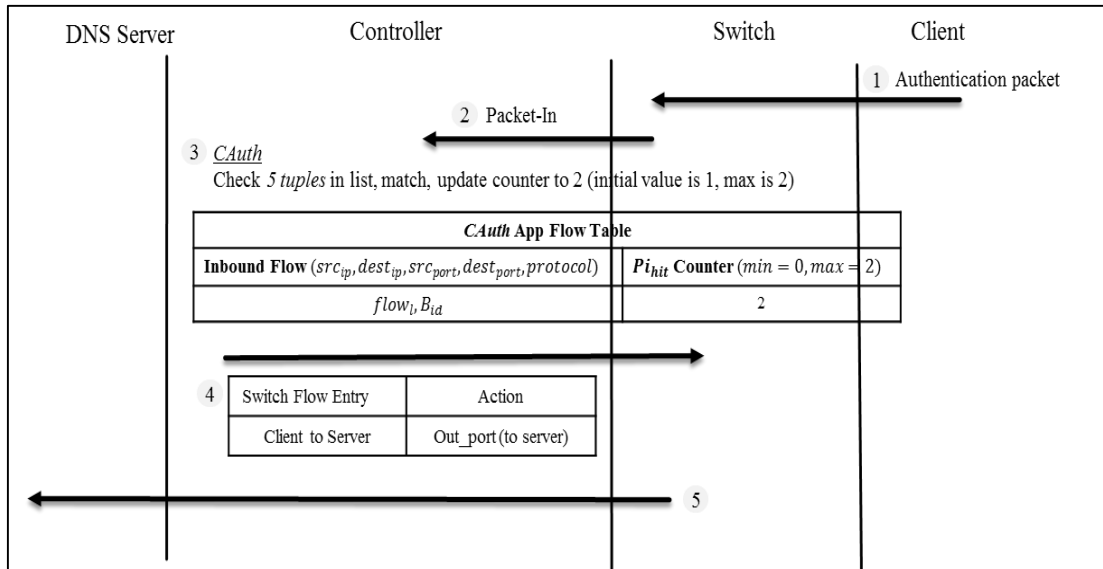 DNS Server Controller Switch Client
1 Authentication packet
2 Packet-In
3 CAuth
Check 5 tuples in list, match, update counter to 2 (initial value is 1, max is 2)
CAuth App Flow Table
Inbound Flow (src_ip, dest_ip, src_port, dest_port, protocol) Pi_hit Counter (min = 0, max = 2)
flow_l, B_id 2
4 Switch Flow Entry Action
Client to Server Out_port (to server)
5